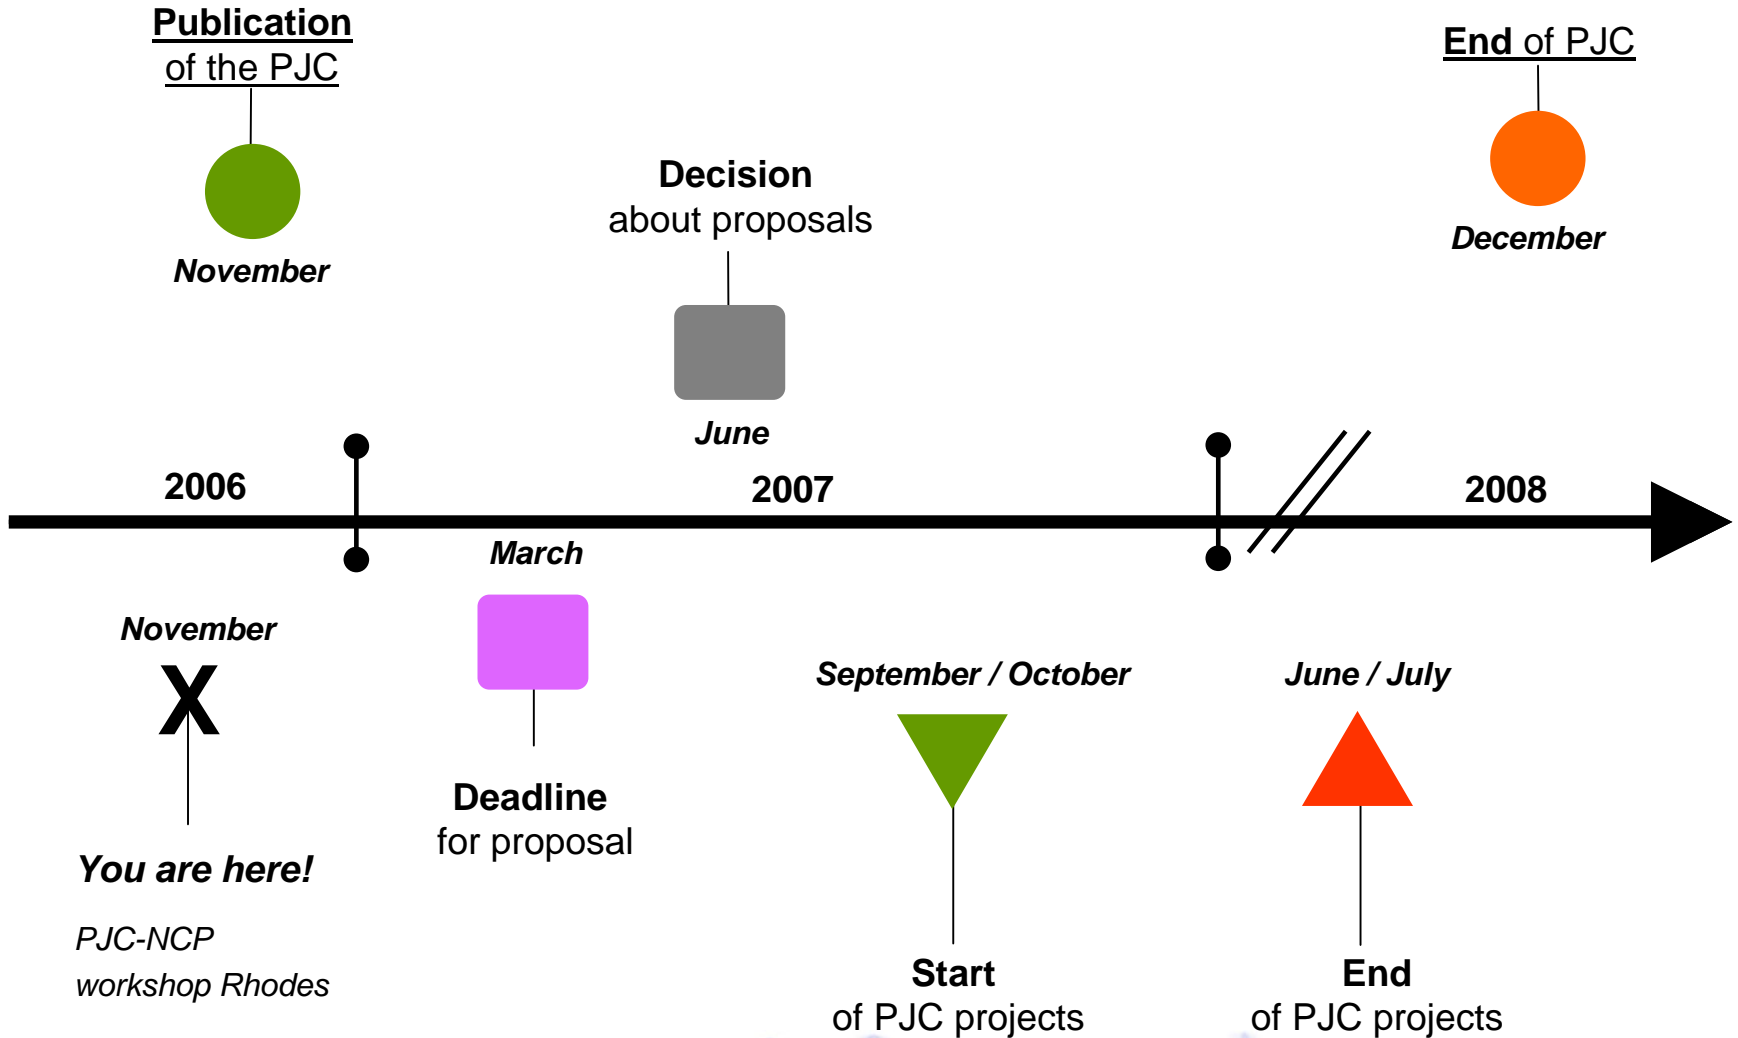 Publication
of the PJC
November
Decision
about proposals
June
End of PJC
December
2006
2007
2008
November
X
You are here!
PJC-NCP
workshop Rhodes
March
Deadline
for proposal
September / October
Start
of PJC projects
June / July
End
of PJC projects